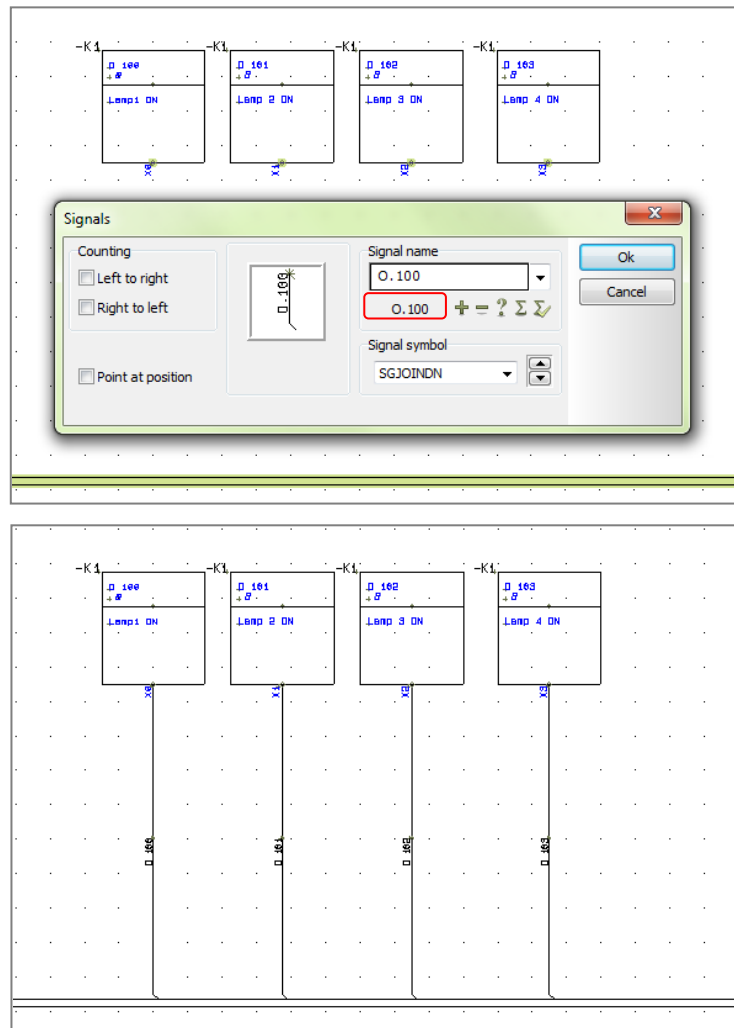 -K1 -K1 -K1 -K1
O 100 O 101 O 102 O 103
Lamp1 ON Lamp 2 ON Lamp 3 ON Lamp 4 ON
X0 X1 X2 X3
Signals
Counting
Left to right
Right to left
Point at position
O.100
Signal name
O.100
O.100
Signal symbol
SGJOINDN
Ok
Cancel
-K1 -K1 -K1 -K1
O 100 O 101 O 102 O 103
Lamp1 ON Lamp 2 ON Lamp 3 ON Lamp 4 ON
X0 X1 X2 X3
O 100 O 101 O 102 O 103